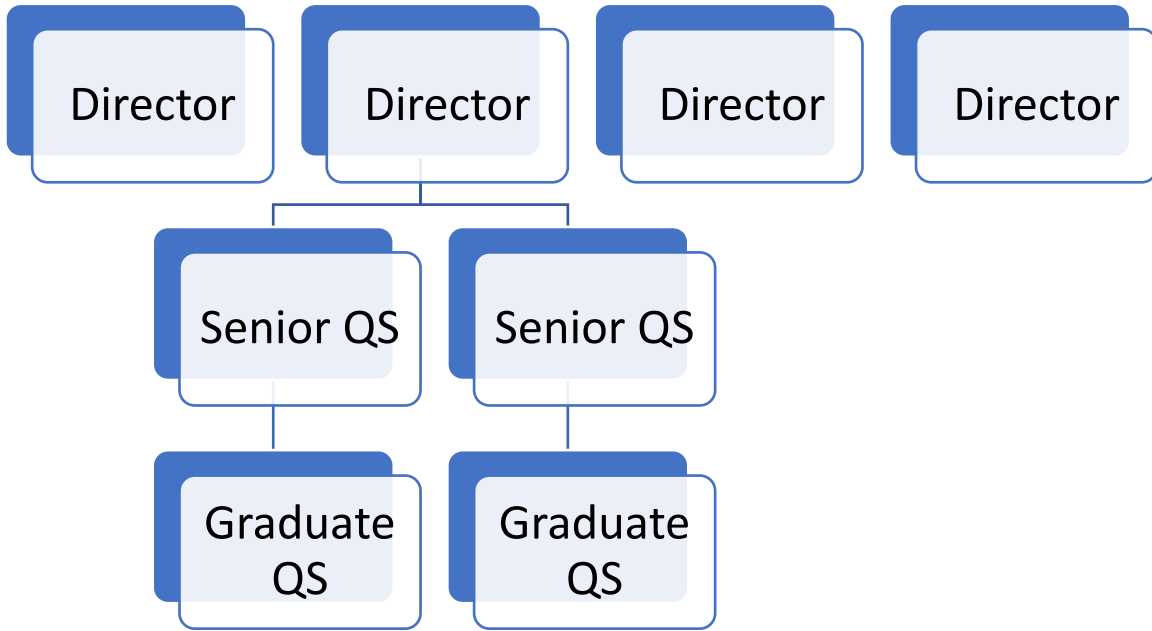 Director
Director
Director
Director
Senior QS
Senior QS
Graduate
QS
Graduate
QS